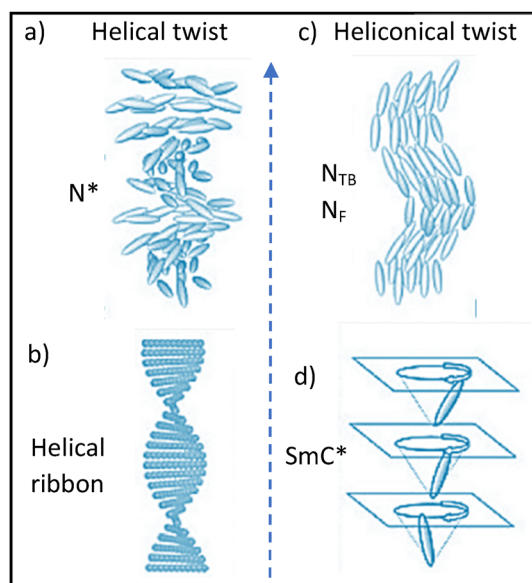 a) Helical twist
N*
b)
Helical
ribbon
c) Heliconical twist
N_TB
N_F
d)
SmC*